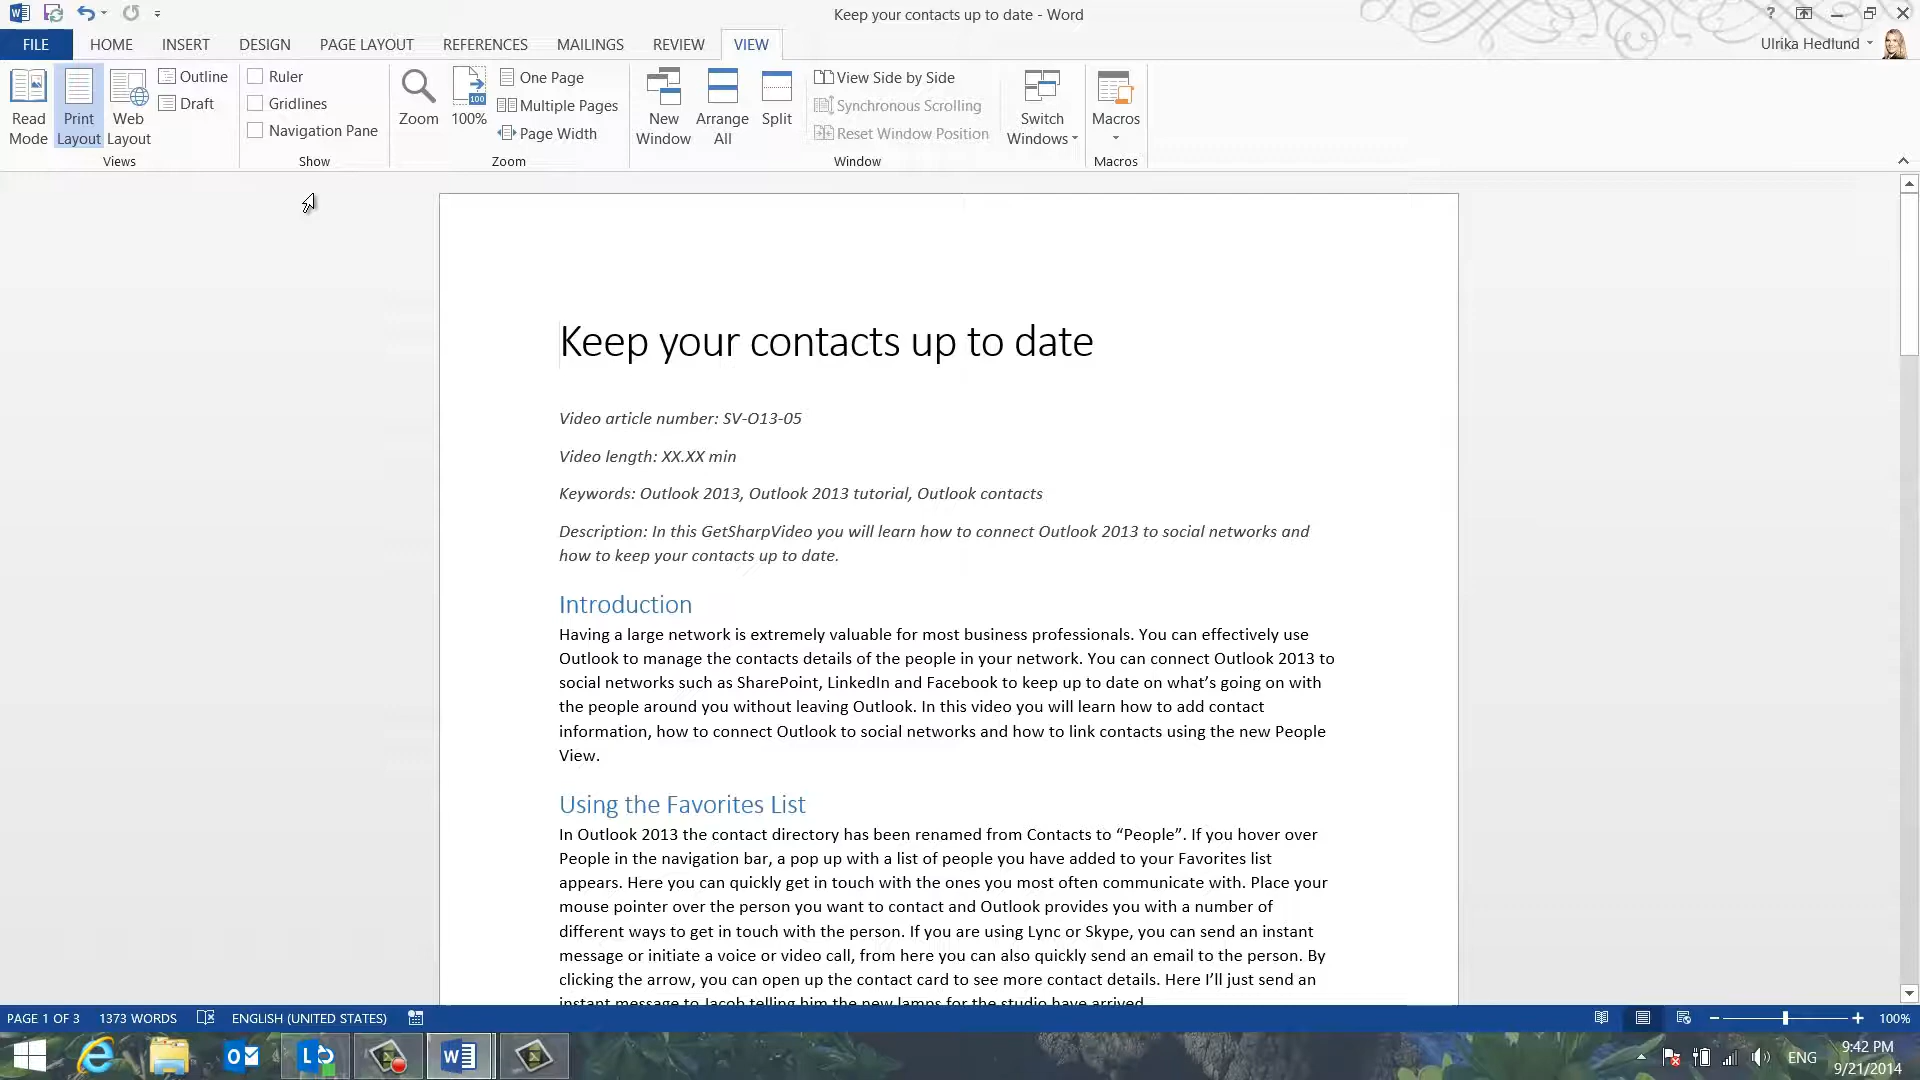 Keep your contacts up to date - Word
FILE HOME INSERT DESIGN PAGE LAYOUT REFERENCES MAILINGS REVIEW VIEW Ulrika Hedlund
Read Mode
Print Layout
Web Layout
Outline
Draft
Views
Ruler
Gridlines
Navigation Pane
Show
Zoom
100
100%
One Page
Multiple Pages
Page Width
Zoom
New Window
Arrange All
Split
View Side by Side
Synchronous Scrolling
Reset Window Position
Window
Switch Windows
Macros
Macros
Keep your contacts up to date
Video article number: SV-O13-05
Video length: XX.XX min
Keywords: Outlook 2013, Outlook 2013 tutorial, Outlook contacts
Description: In this GetSharpVideo you will learn how to connect Outlook 2013 to social networks and
how to keep your contacts up to date.
Introduction
Having a large network is extremely valuable for most business professionals. You can effectively use
Outlook to manage the contacts details of the people in your network. You can connect Outlook 2013 to
social networks such as SharePoint, LinkedIn and Facebook to keep up to date on what’s going on with
the people around you without leaving Outlook. In this video you will learn how to add contact
information, how to connect Outlook to social networks and how to link contacts using the new People
View.
Using the Favorites List
In Outlook 2013 the contact directory has been renamed from Contacts to “People”. If you hover over
People in the navigation bar, a pop up with a list of people you have added to your Favorites list
appears. Here you can quickly get in touch with the ones you most often communicate with. Place your
mouse pointer over the person you want to contact and Outlook provides you with a number of
different ways to get in touch with the person. If you are using Lync or Skype, you can send an instant
message or initiate a voice or video call, from here you can also quickly send an email to the person. By
clicking the arrow, you can open up the contact card to see more contact details. Here I’ll just send an
instant message to Jacob telling him the new lamps for the studio have arrived.
PAGE 1 OF 3 1373 WORDS ENGLISH (UNITED STATES) 100%
ENG
9:42 PM
9/21/2014